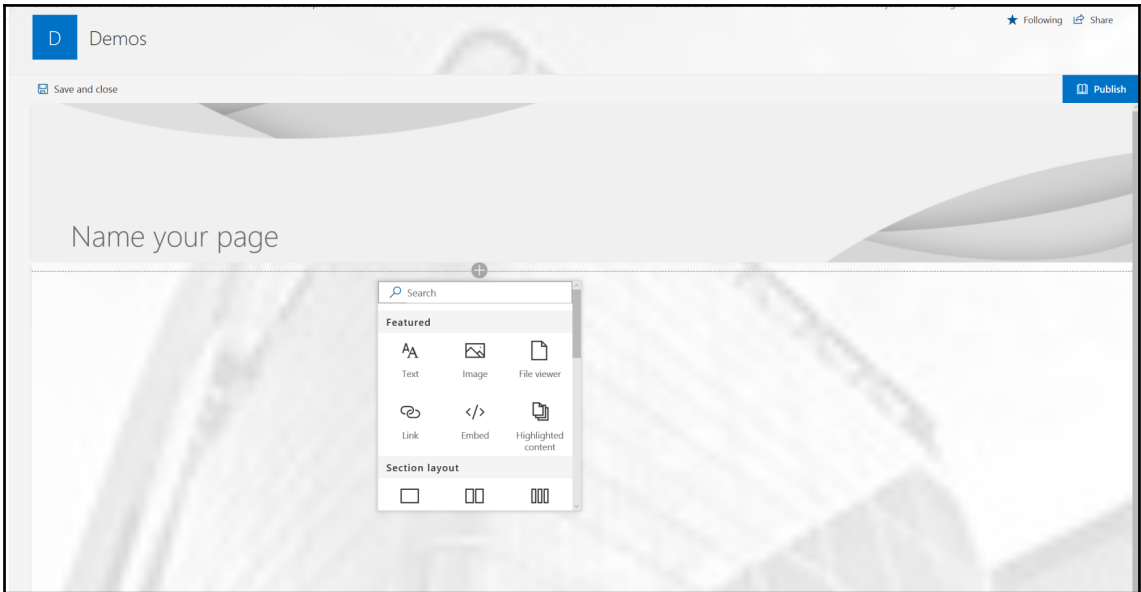 Following Share
D Demos
Save and close Publish
Name your page
Search
Featured
Text Image File viewer
Link Embed Highlighted
content
Section layout